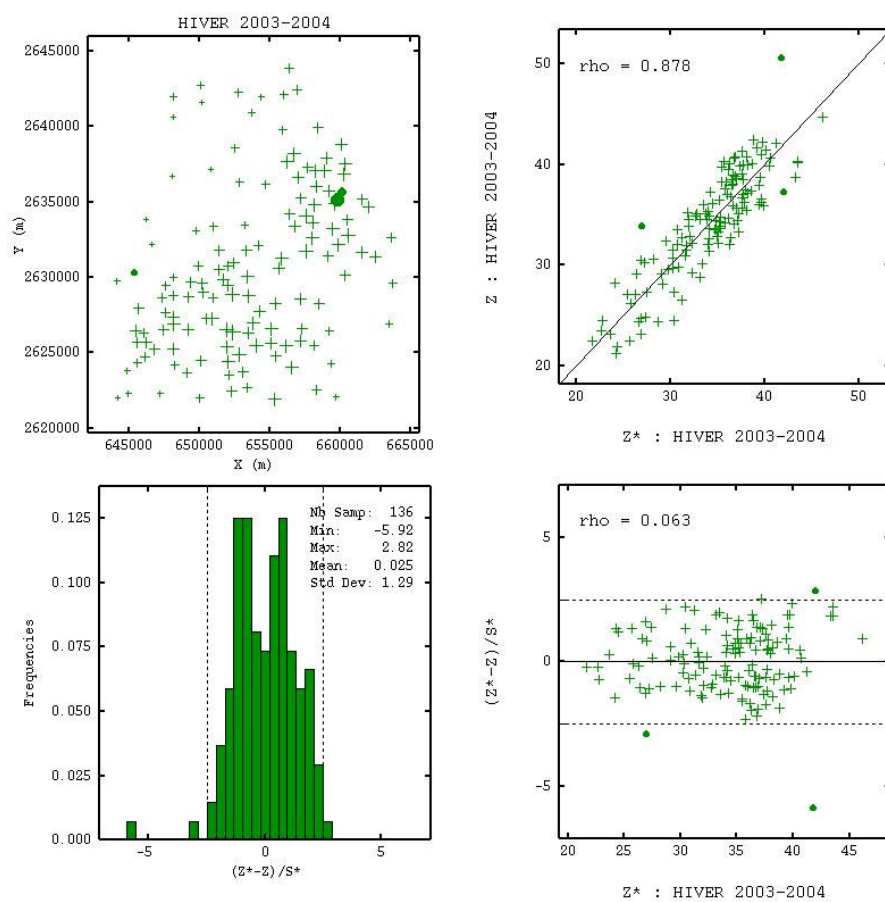 HIVER 2003-2004
2645000
2640000
2635000
2630000
2625000
2620000
Y (m)
645000 650000 655000 660000 665000
X (m)
rho = 0.878
50
40
30
20
Z : HIVER 2003-2004
20 30 40 50
Z* : HIVER 2003-2004
Nb Samp: 136
Min: -5.92
Max: 2.82
Mean: 0.025
Std Dev: 1.29
0.125
0.100
0.075
0.050
0.025
0.000
Frequencies
-5 0 5
(Z*-Z)/S*
rho = 0.063
5
0
-5
(Z*-Z)/S*
20 25 30 35 40 45
Z* : HIVER 2003-2004